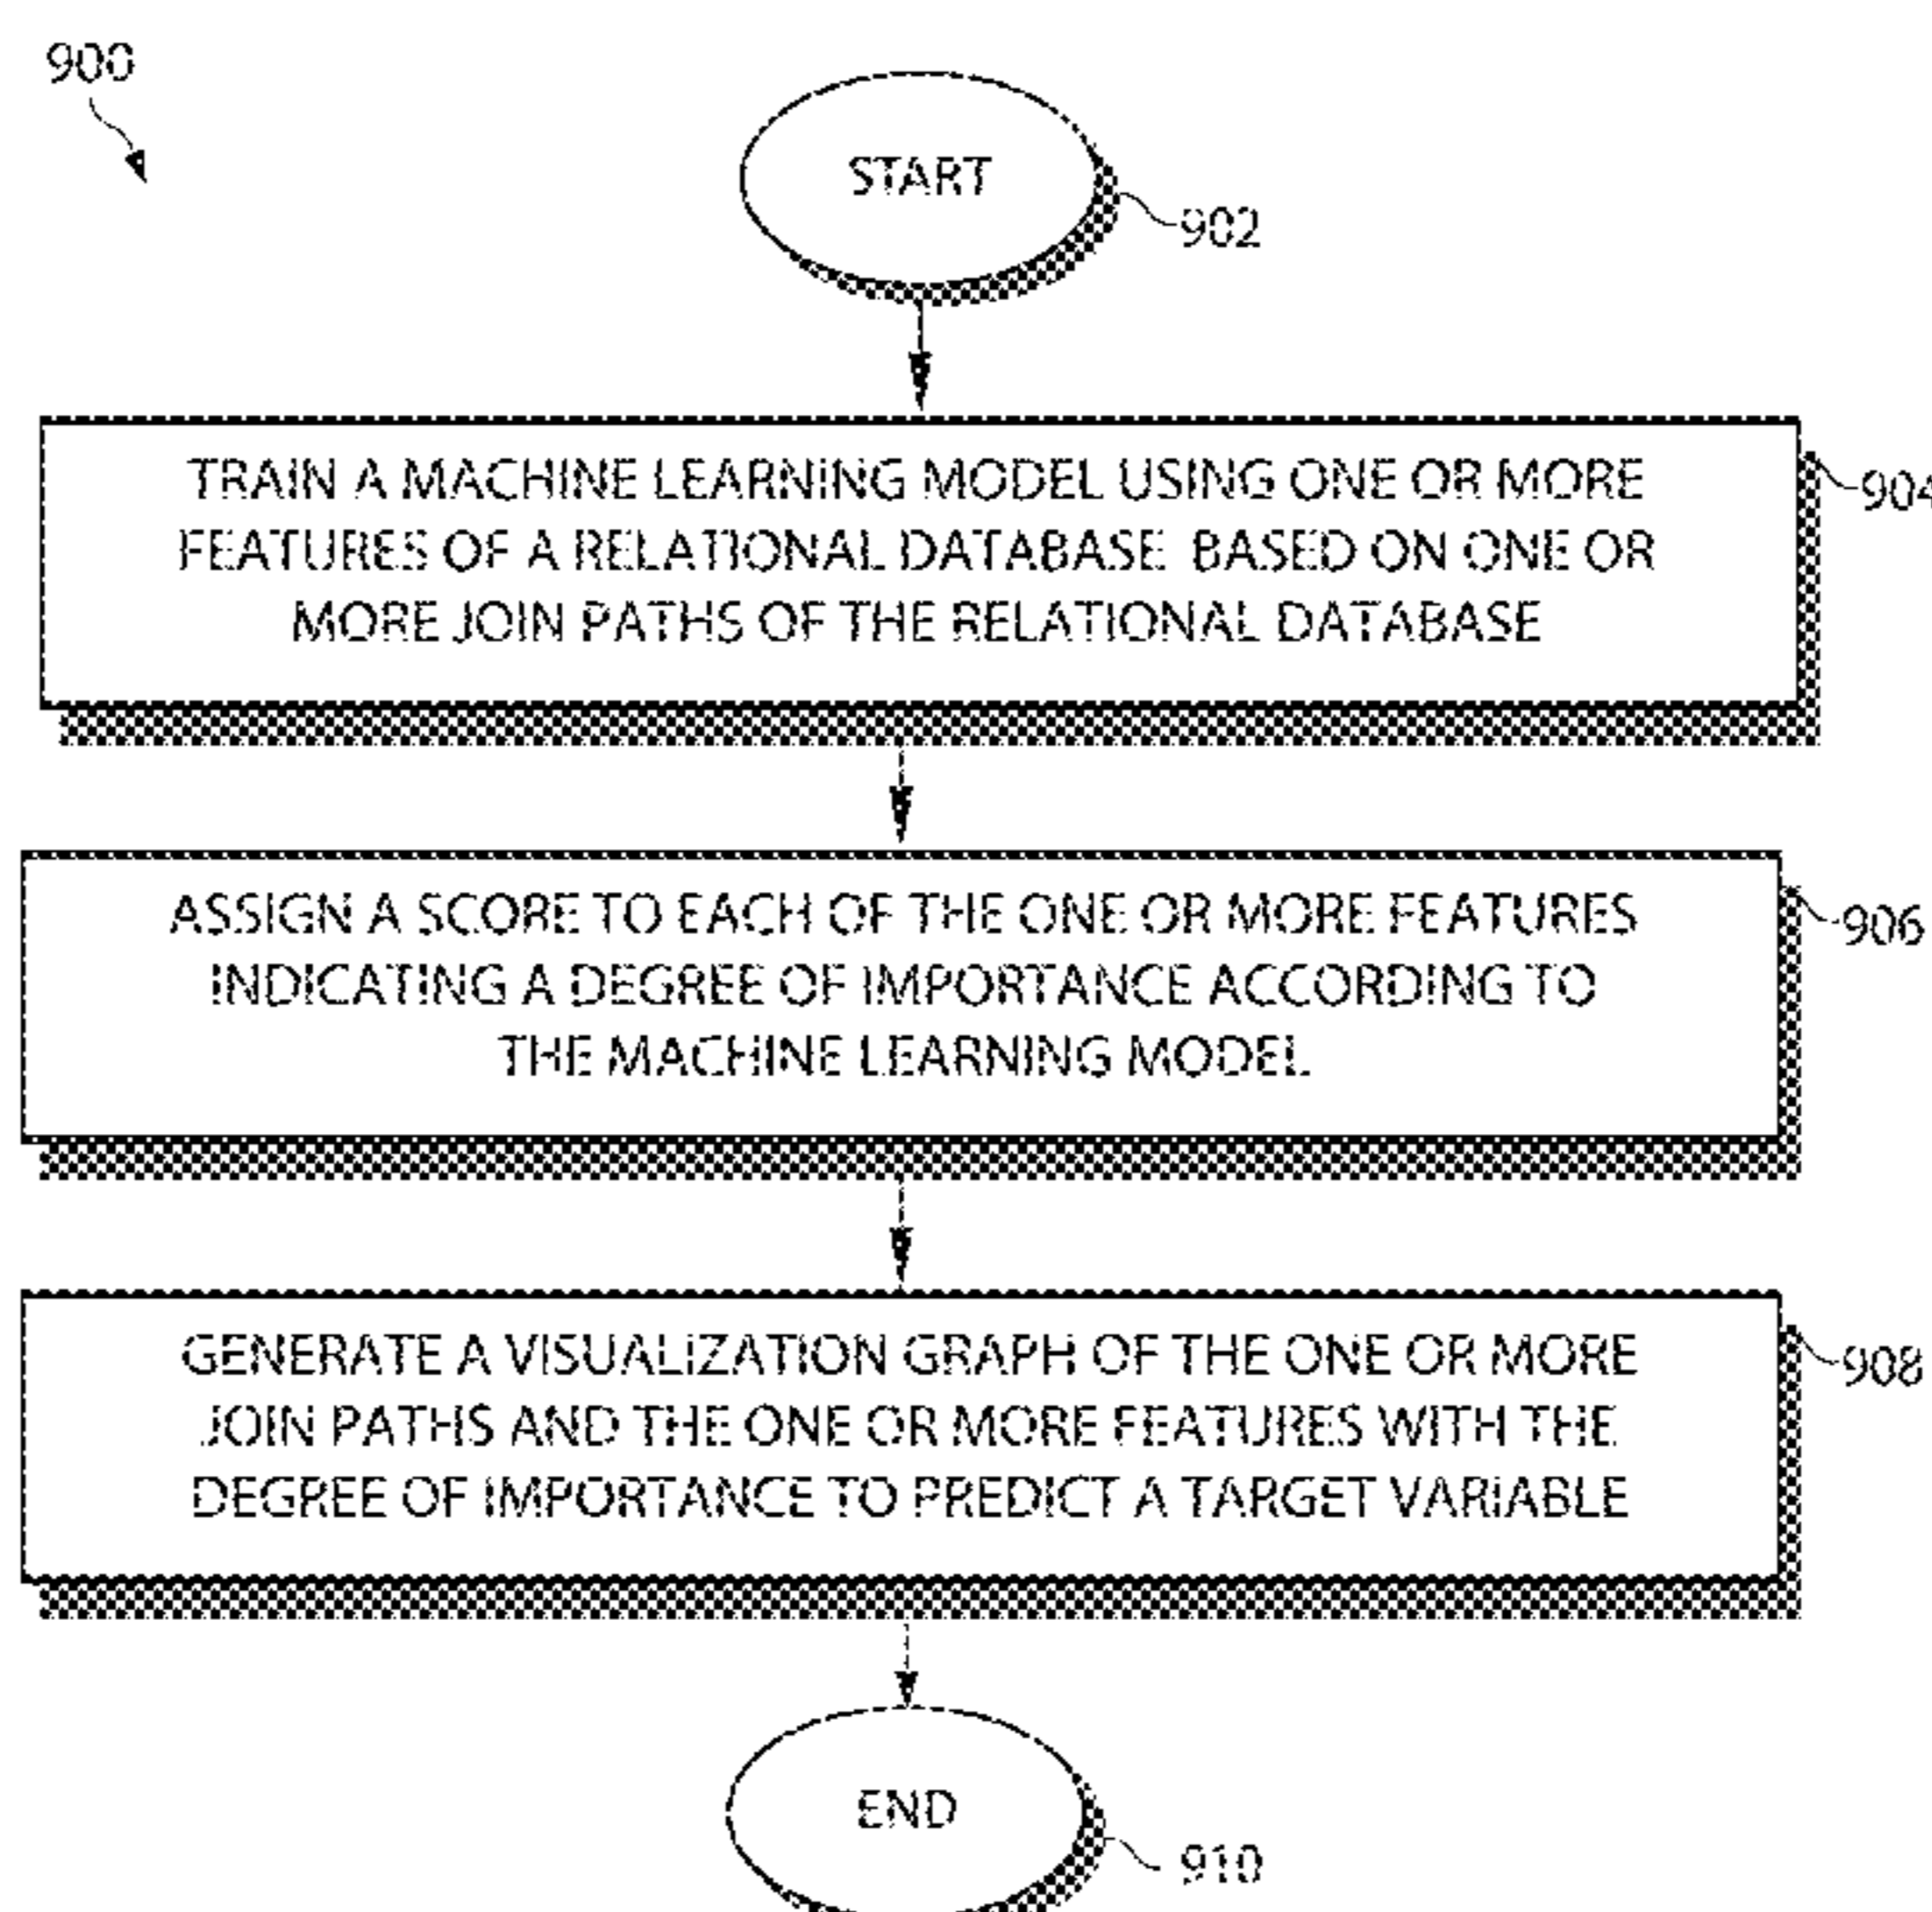 900
START
902
TRAIN A MACHINE LEARNING MODEL USING ONE OR MORE
FEATURES OF A RELATIONAL DATABASE BASED ON ONE OR
MORE JOIN PATHS OF THE RELATIONAL DATABASE
904
ASSIGN A SCORE TO EACH OF THE ONE OR MORE FEATURES
INDICATING A DEGREE OF IMPORTANCE ACCORDING TO
THE MACHINE LEARNING MODEL
906
GENERATE A VISUALIZATION GRAPH OF THE ONE OR MORE
JOIN PATHS AND THE ONE OR MORE FEATURES WITH THE
DEGREE OF IMPORTANCE TO PREDICT A TARGET VARIABLE
908
END
910